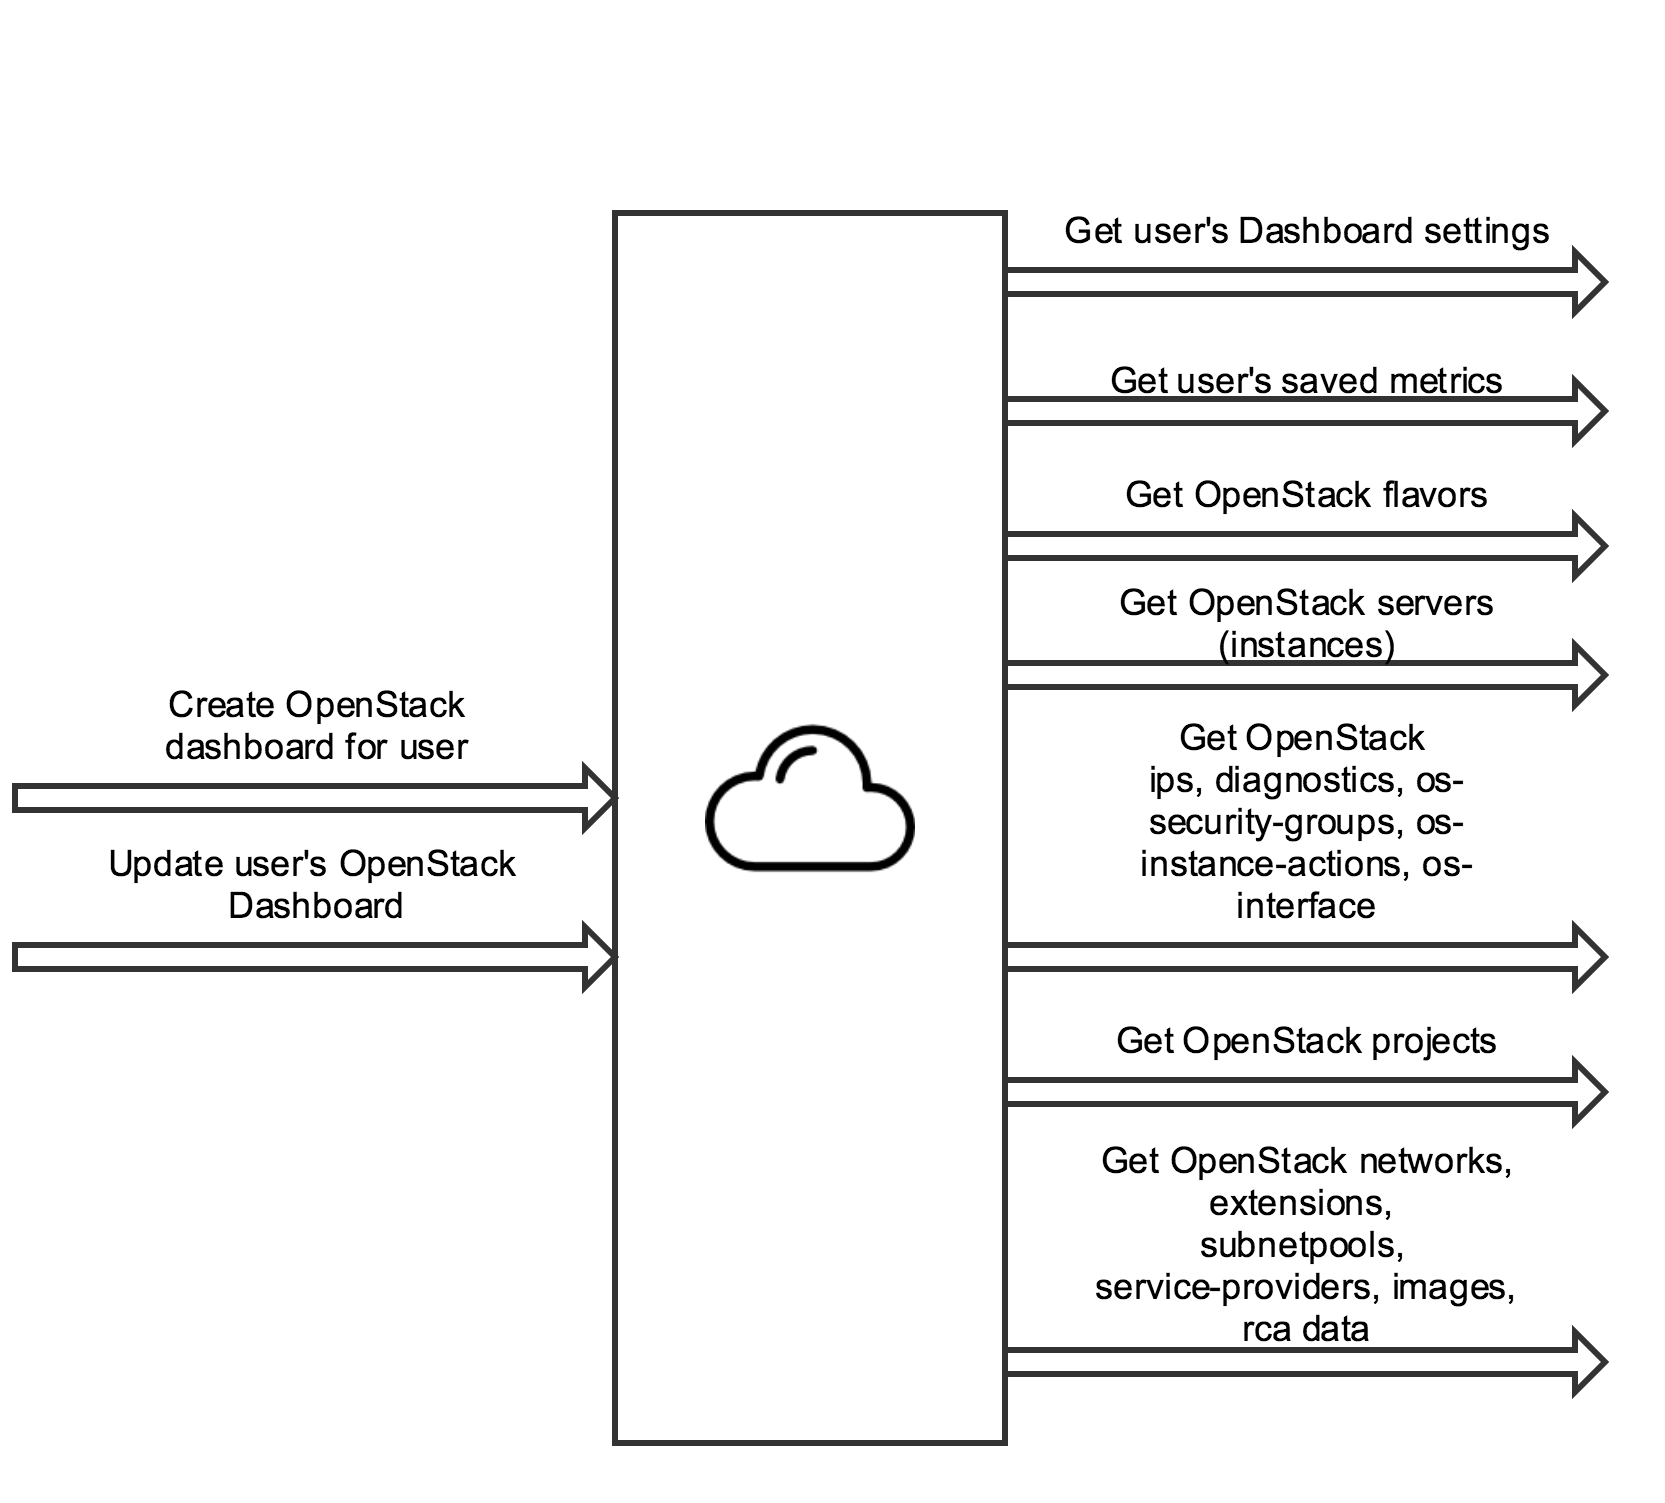 Create OpenStack
dashboard for user
Update user's OpenStack
Dashboard
Get user's Dashboard settings
Get user's saved metrics
Get OpenStack flavors
Get OpenStack servers
(instances)
Get OpenStack
ips, diagnostics, os-
security-groups, os-
instance-actions, os-
interface
Get OpenStack projects
Get OpenStack networks,
extensions,
subnetpools,
service-providers, images,
rca data